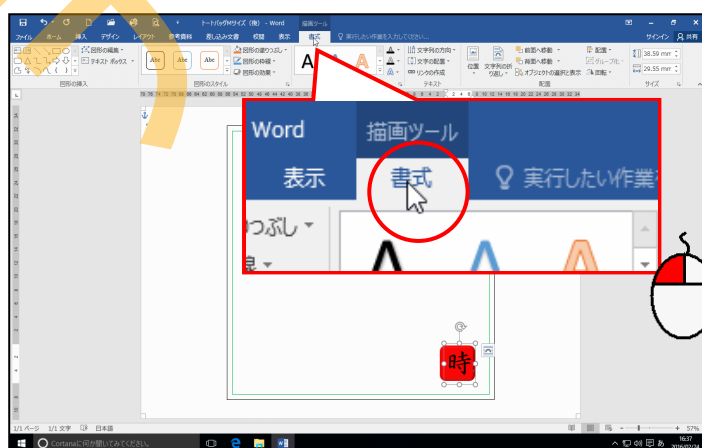 トートバッグMサイズ (後) - Word
描画ツール
ファイル ホーム 挿入 デザイン レイアウト 参考資料 差し込み文書 校閲 表示 書式 実行したい作業を入力してください...
サインイン 共有
図形の編集
テキスト ボックス
図形の挿入
Abc Abc Abc
図形の塗りつぶし
図形の枠線
図形の効果
図形のスタイル
A
文字列の方向
文字の配置
リンクの作成
テキスト
位置
文字列の折り返し
前面へ移動
背面へ移動
オブジェクトの選択と表示
配置
グループ化
回転
配置
38.59 mm
29.55 mm
サイズ
Word 描画ツール
表示 書式 実行したい作業
つぶし
A A A
時
1/1 ページ 1/1 文字 日本語
57%
Cortanaに何か聞いてみてください。
あ
16:37
2016/02/24